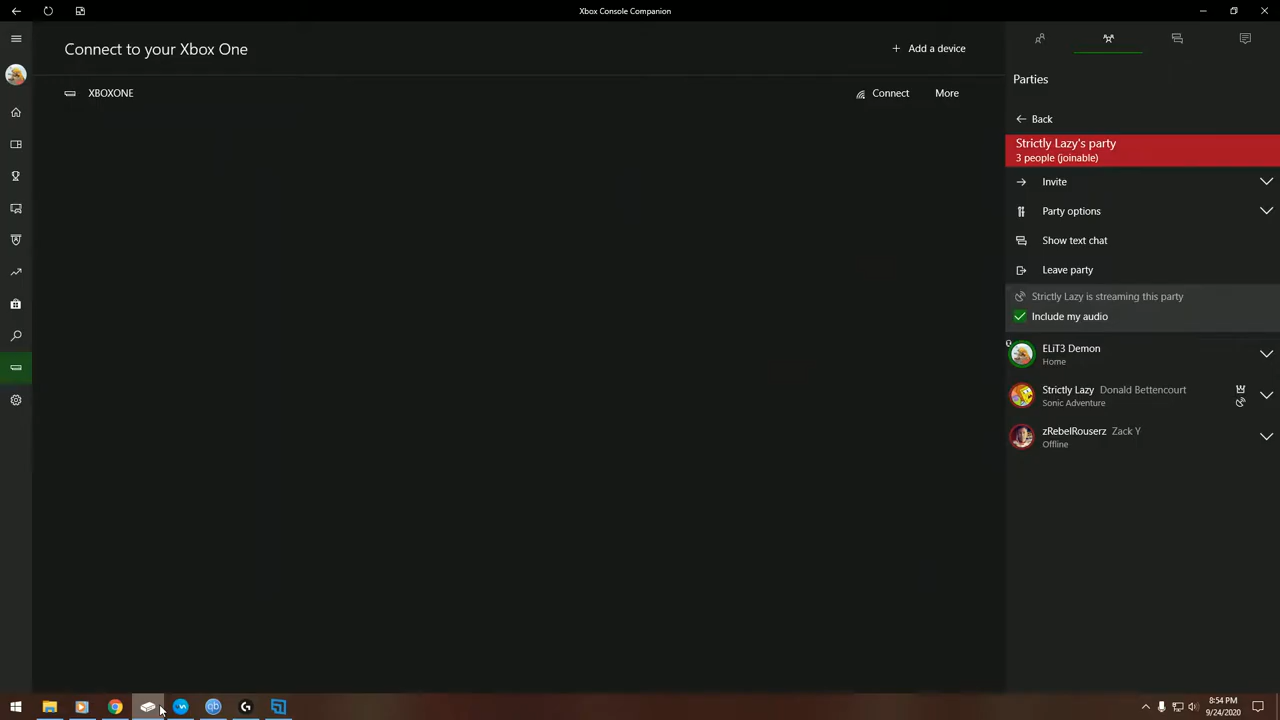 Xbox Console Companion
Connect to your Xbox One
Add a device
XBOXONE
Connect
More
Parties
Back
Strictly Lazy's party
3 people (joinable)
Invite
Party options
Show text chat
Leave party
Strictly Lazy is streaming this party
Include my audio
ELiT3 Demon
Home
Strictly Lazy Donald Bettencourt
Sonic Adventure
zRebelRouserz Zack Y
Offline
8:54 PM
9/24/2020